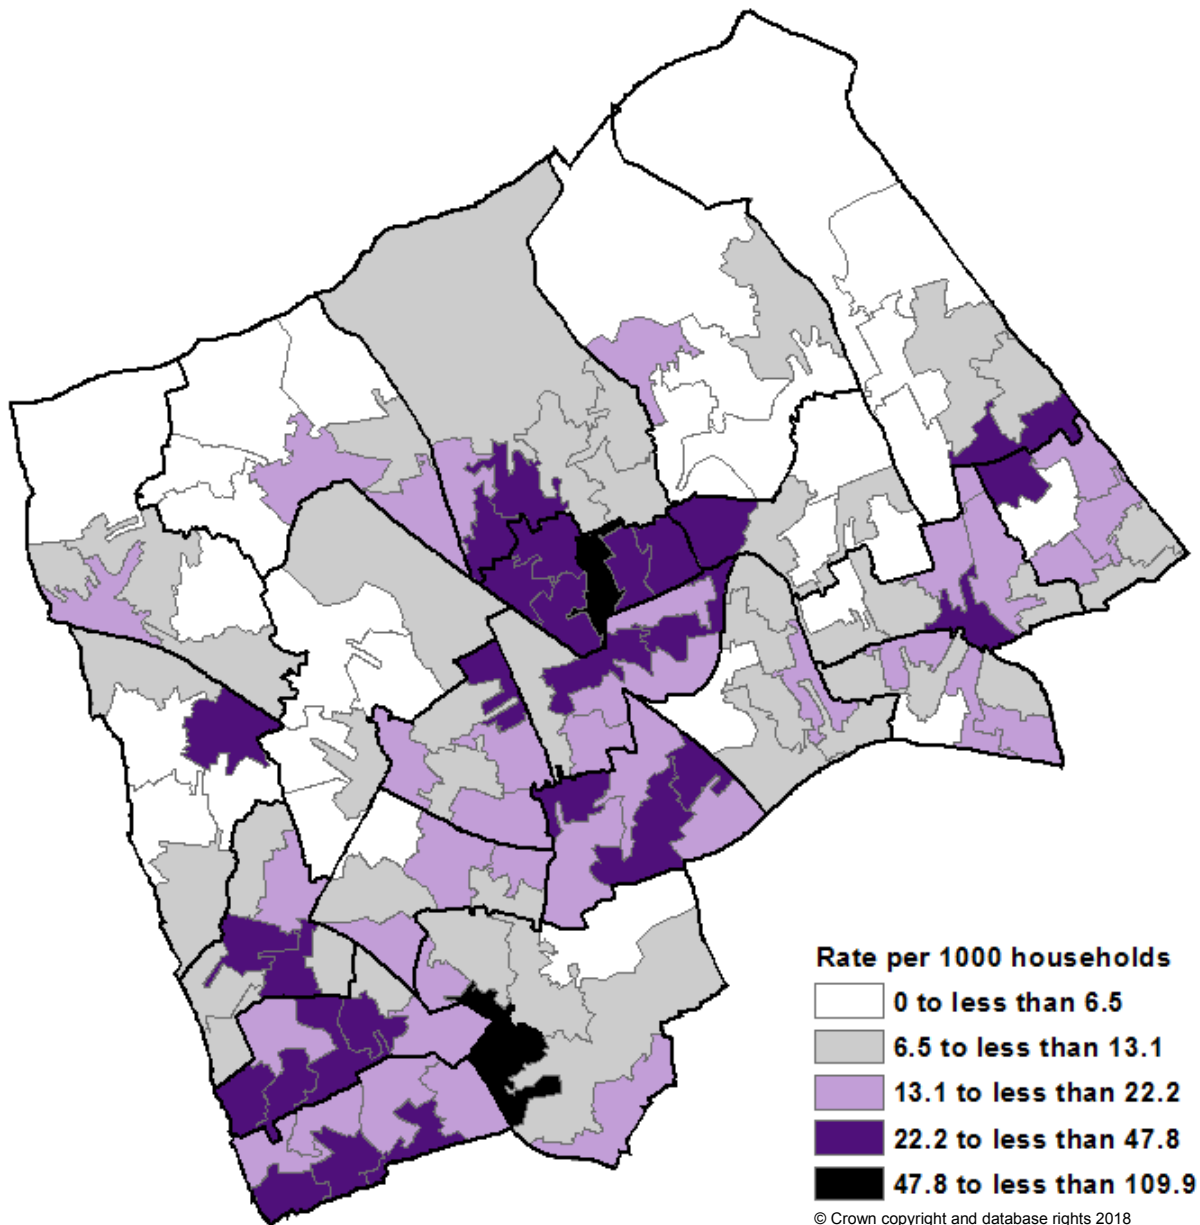 Rate per 1000 households
0 to less than 6.5
6.5 to less than 13.1
13.1 to less than 22.2
22.2 to less than 47.8
47.8 to less than 109.9
© Crown copyright and database rights 2018